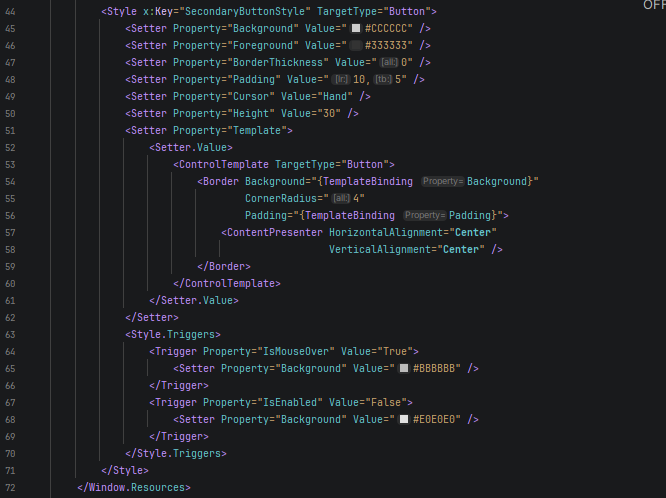 OFF
44 <Style x:Key="SecondaryButtonStyle" TargetType="Button">
45 <Setter Property="Background" Value="#CCCCCC" />
46 <Setter Property="Foreground" Value="#333333" />
47 <Setter Property="BorderThickness" Value="[all:]0" />
48 <Setter Property="Padding" Value="[lr:]10,[tb:]5" />
49 <Setter Property="Cursor" Value="Hand" />
50 <Setter Property="Height" Value="30" />
51 <Setter Property="Template">
52 <Setter.Value>
53 <ControlTemplate TargetType="Button">
54 <Border Background="{TemplateBinding Property=Background}"
55 CornerRadius="[all:]4"
56 Padding="{TemplateBinding Property=Padding}">
57 <ContentPresenter HorizontalAlignment="Center"
58 VerticalAlignment="Center" />
59 </Border>
60 </ControlTemplate>
61 </Setter.Value>
62 </Setter>
63 <Style.Triggers>
64 <Trigger Property="IsMouseOver" Value="True">
65 <Setter Property="Background" Value="#BBBBBB" />
66 </Trigger>
67 <Trigger Property="IsEnabled" Value="False">
68 <Setter Property="Background" Value="#E0E0E0" />
69 </Trigger>
70 </Style.Triggers>
71 </Style>
72 </Window.Resources>